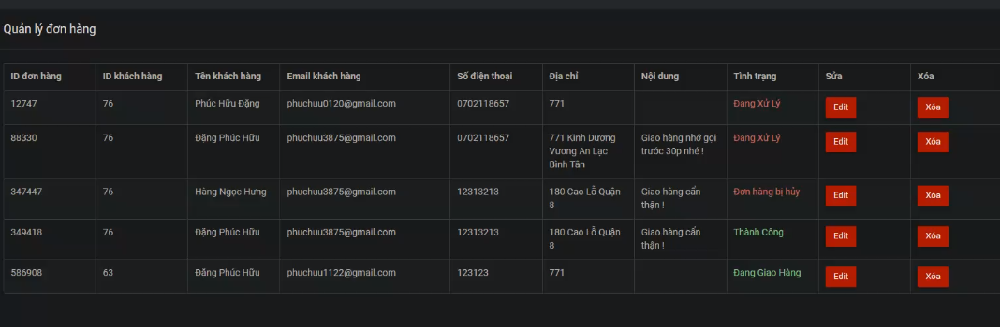 Quản lý đơn hàng
ID đơn hàng ID khách hàng Tên khách hàng Email khách hàng Số điện thoại Địa chỉ Nội dung Tình trạng Sửa Xóa
12747 76 Phúc Hữu Đặng phuchuu0120@gmail.com 0702118657 771 Đang Xử Lý Edit Xóa
88330 76 Đặng Phúc Hữu phuchuu3875@gmail.com 0702118657 771 Kinh Dương Giao hàng nhớ gọi Đang Xử Lý Edit Xóa
Vương An Lạc trước 30p nhé !
Bình Tân
347447 76 Hàng Ngọc Hưng phuchuu3875@gmail.com 12313213 180 Cao Lỗ Quận Giao hàng cẩn Đơn hàng bị hủy Edit Xóa
8 thận !
349418 76 Đặng Phúc Hữu phuchuu3875@gmail.com 12313213 180 Cao Lỗ Quận Giao hàng cẩn Thành Công Edit Xóa
8 thận !
586908 63 Đặng Phúc Hữu phuchuu1122@gmail.com 123123 771 Đang Giao Hàng Edit Xóa